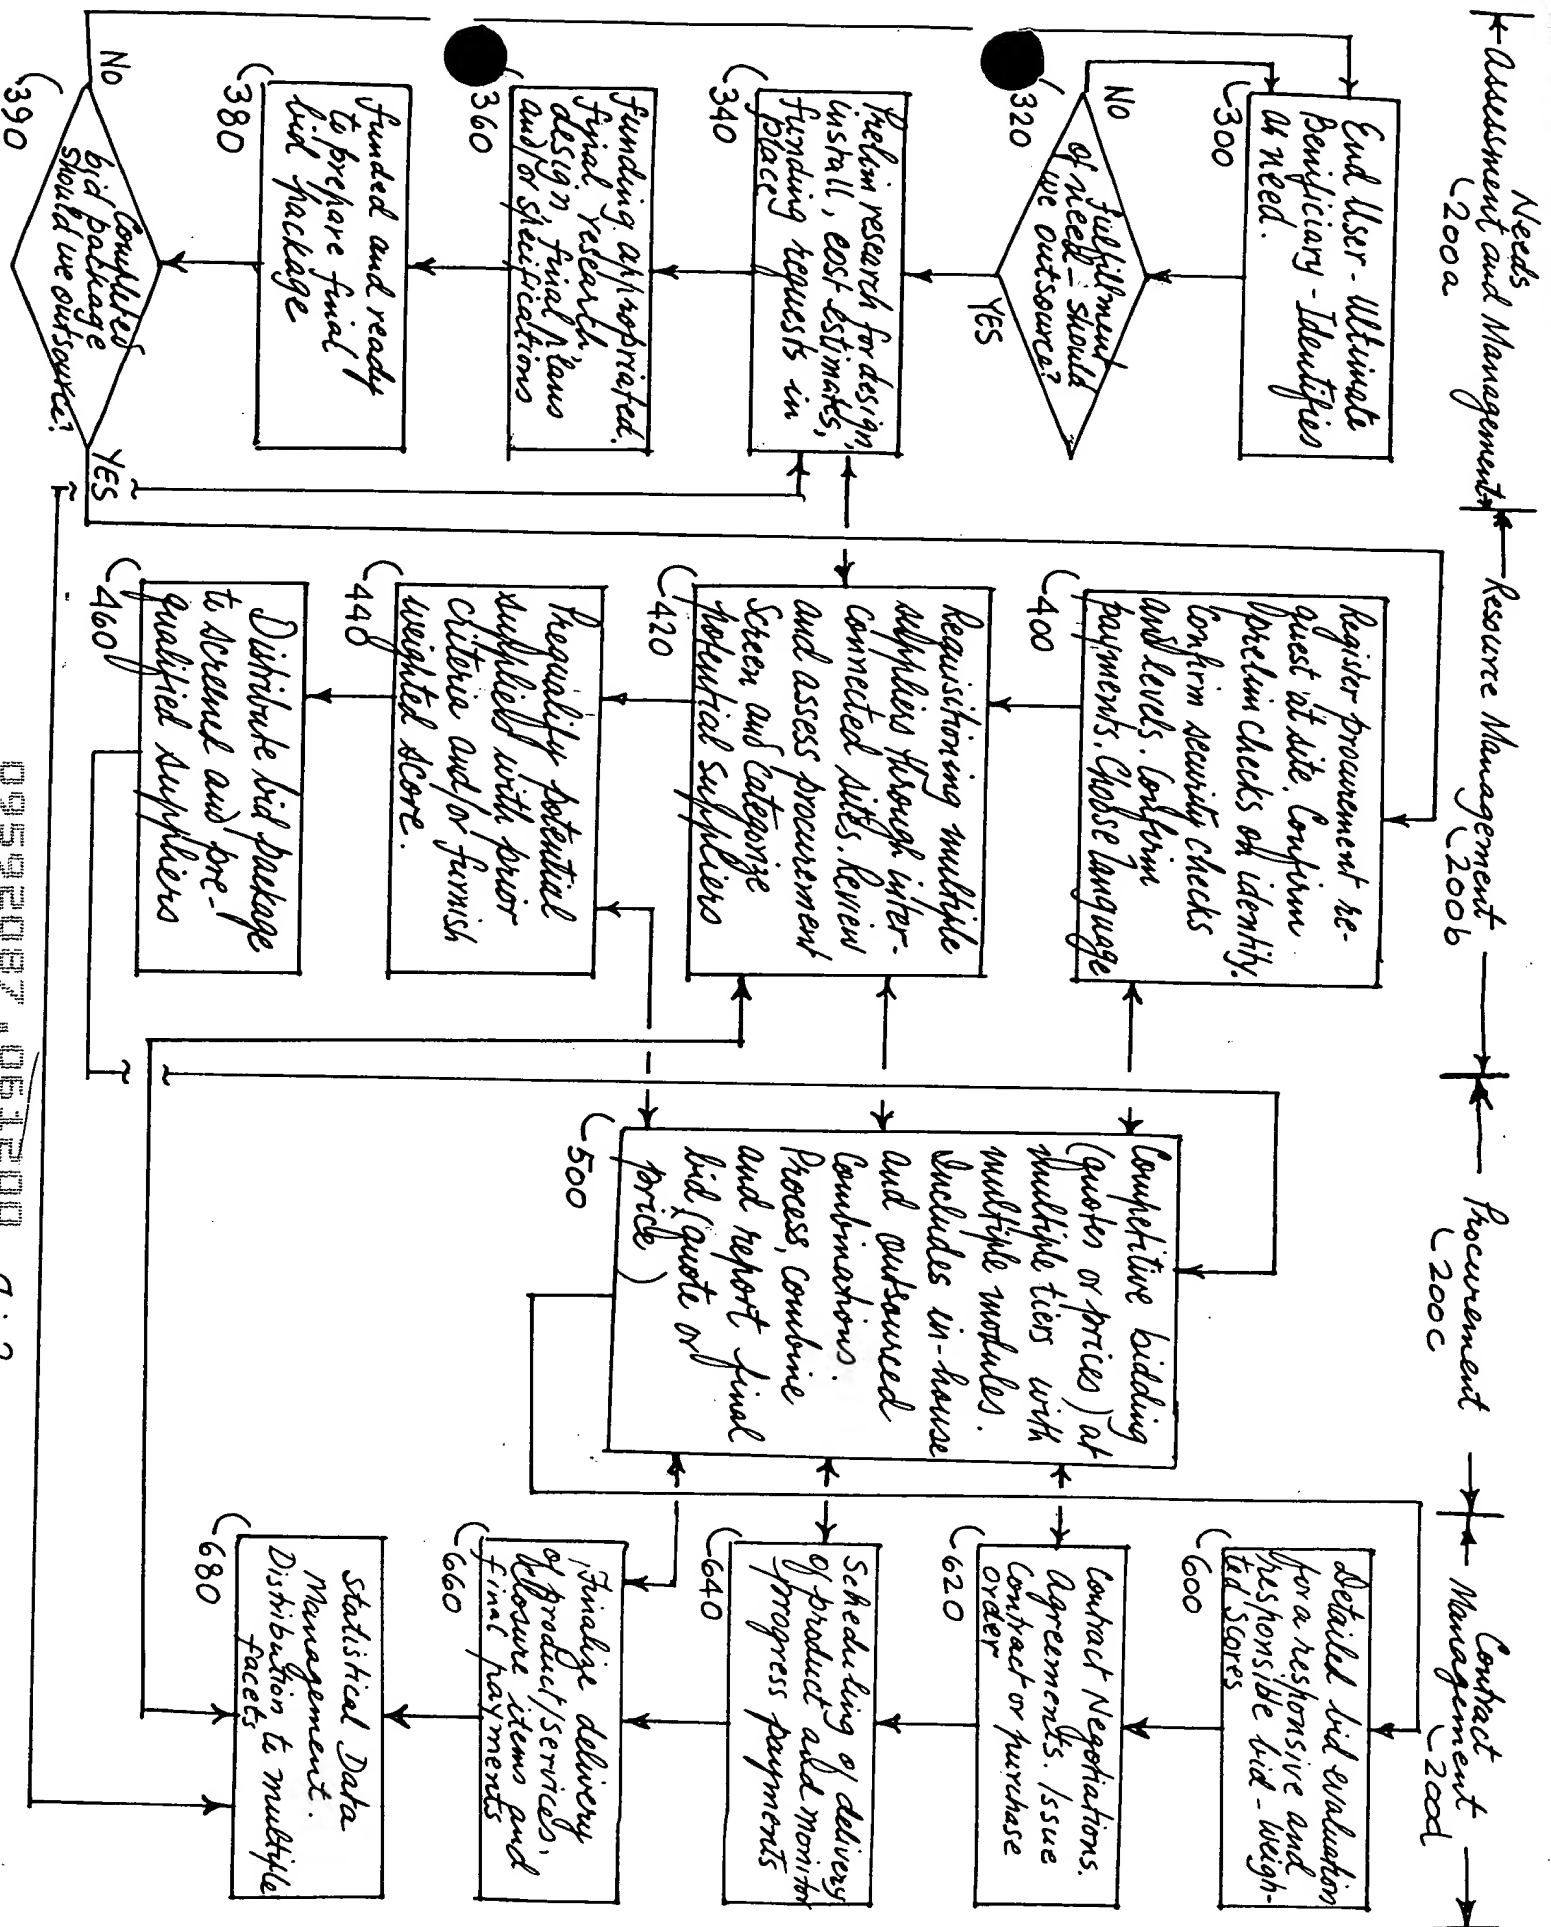 Needs
Assessment and Management
200a
Resource Management
200b
Procurement
200c
Contract
Management
200d
End User - Ultimate
Benificiary - Identifies
as need.
300
Fulfillment
of need - should
we outsource?
NO
YES
320
Prelim research for design,
install, cost estimates,
funding requests in
place
340
Funding appropriated.
final research,
design, final plans
and/or specifications
360
funded and ready
to prepare final
bid package
380
Completed
bid package
should we outsource?
No
YES
390
Register procurement re-
quest at site. Confirm
prelim checks on identity.
Confirm security checks
and levels. Confirm
payments. Choose language
400
Requisitioning multiple
suppliers through inter-
connected sites. Review
and assess procurement
Screen and Categorize
potential suppliers
420
Prequalify potential
supplieRs with prior
criteria and/or furnish
weighted score.
440
Distribute bid package
to screened and pre-
qualified suppliers
460
Competitive bidding
(quotes or prices) at
multiple tiers with
multiple modules.
Includes in-house
and outsourced
Combinations.
Process, combine
and report final
bid (quote or
price)
500
Detailed bid evaluation
for a responsive and
responsible bid - weigh-
ted scores
600
Contract Negotiations.
Agreements. Issue
Contract or purchase
order
620
Scheduling of delivery
of product and monitor
progress payments
640
Finalize delivery
of product/services,
closure items and
final payments
660
Statistical Data
Management.
Distribution to multiple
facets
680
09592087 . 061200